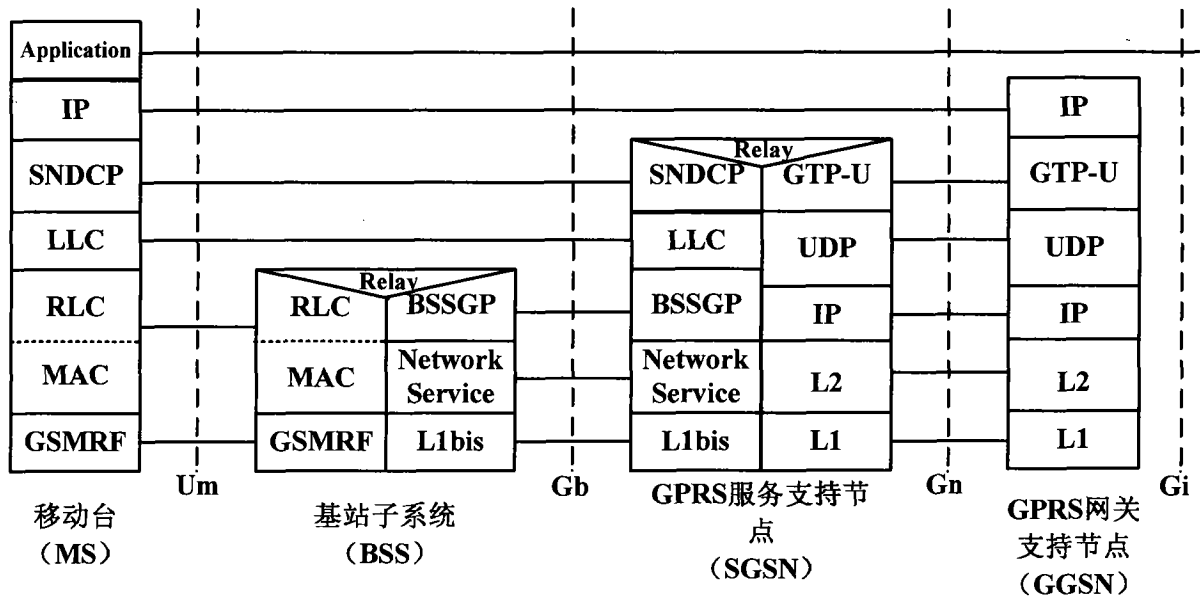 Application
IP
SNDCP
LLC
RLC
MAC
GSMRF
移动台
（MS）
Um
Relay
RLC
BSSGP
MAC
Network
Service
GSMRF
L1bis
基站子系统
（BSS）
Gb
Relay
SNDCP
GTP-U
LLC
UDP
BSSGP
IP
Network
Service
L2
L1bis
L1
GPRS服务支持节
点
（SGSN）
Gn
IP
GTP-U
UDP
IP
L2
L1
GPRS网关
支持节点
（GGSN）
Gi